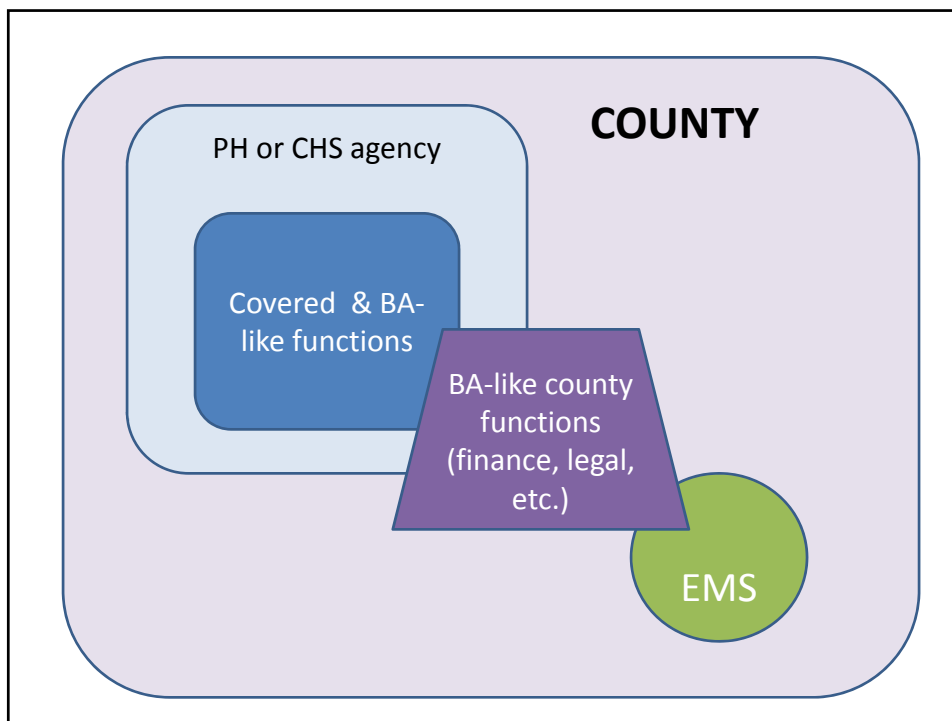 COUNTY
PH or CHS agency
Covered & BA-
like functions
BA-like county
functions
(finance, legal,
etc.)
EMS